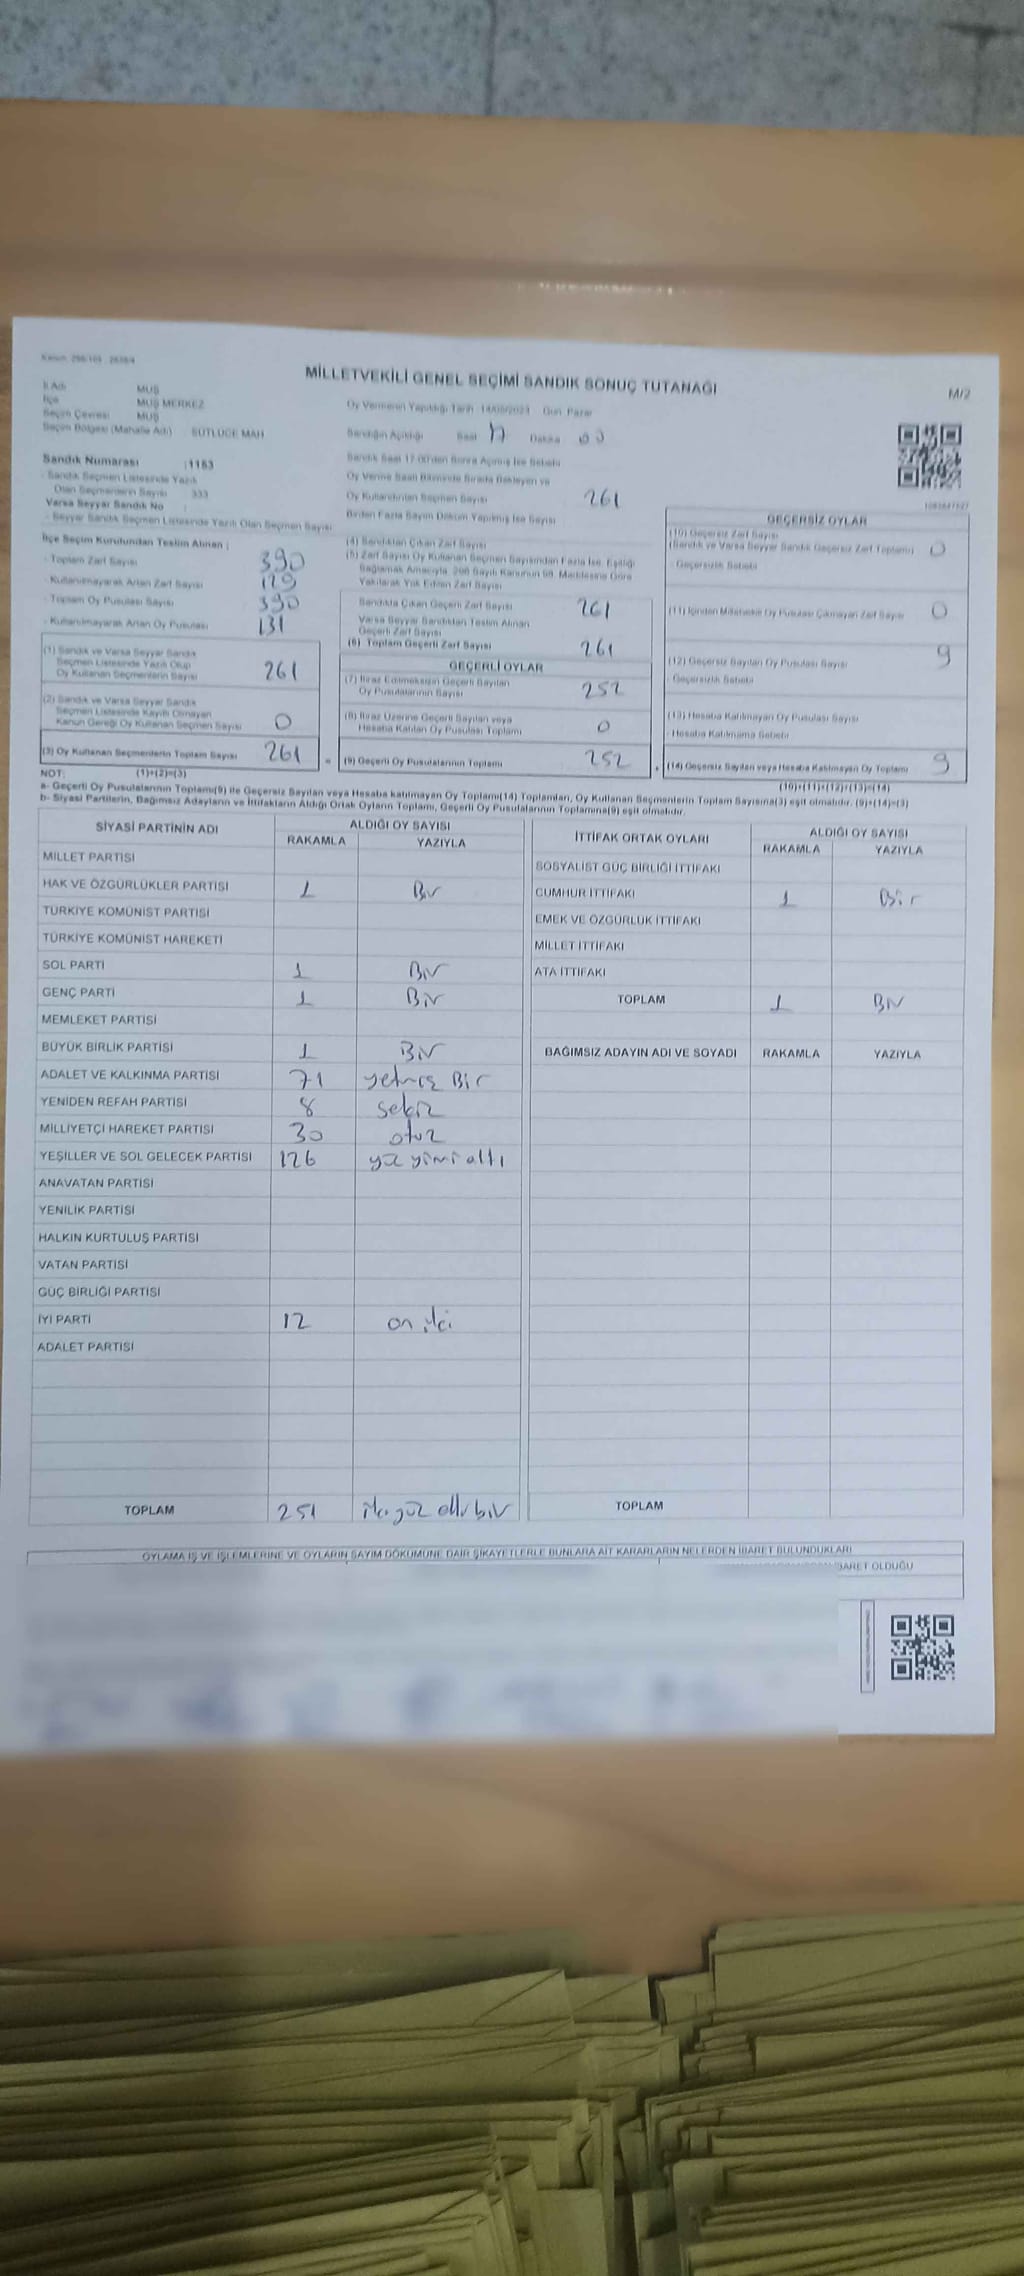 Kanun: 298/105 - 2839/4
MİLLETVEKİLİ GENEL SEÇİMİ SANDIK SONUÇ TUTANAĞI
M/2
İl Adı MUŞ
İlçe MUŞ MERKEZ
Seçim Çevresi MUŞ
Seçim Bölgesi (Mahalle Adı) SÜTLÜCE MAH
Oy Vermenin Yapıldığı Tarih 14/05/2023 Gün Pazar
Sandığın Açıldığı Saat 17 Dakika 00
Sandık Saat 17:00'den Sonra Açılmış İse Sebebi
Oy Verme Saati Bitiminde Sırada Bekleyen ve
Oy Kullandırılan Seçmen Sayısı 261
Birden Fazla Sayım Döküm Yapılmış İse Sayısı
Sandık Numarası :1153
- Sandık Seçmen Listesinde Yazılı
Olan Seçmenlerin Sayısı 333
Varsa Seyyar Sandık No :
- Seyyar Sandık Seçmen Listesinde Yazılı Olan Seçmen Sayısı
İlçe Seçim Kurulundan Teslim Alınan :
- Toplam Zarf Sayısı 390
- Kullanılmayarak Artan Zarf Sayısı 129
- Toplam Oy Pusulası Sayısı 390
- Kullanılmayarak Artan Oy Pusulası 131
(1) Sandık ve Varsa Seyyar Sandık
Seçmen Listesinde Yazılı Olup
Oy Kullanan Seçmenlerin Sayısı 261
(2) Sandık ve Varsa Seyyar Sandık
Seçmen Listesinde Kayıtlı Olmayan
Kanun Gereği Oy Kullanan Seçmen Sayısı 0
(3) Oy Kullanan Seçmenlerin Toplam Sayısı 261
(4) Sandıktan Çıkan Zarf Sayısı
(5) Zarf Sayısı Oy Kullanan Seçmen Sayısından Fazla İse, Eşitliği
Sağlamak Amacıyla, 298 Sayılı Kanunun 98. Maddesine Göre
Yakılarak Yok Edilen Zarf Sayısı
Sandıkta Çıkan Geçerli Zarf Sayısı 261
Varsa Seyyar Sandıktan Teslim Alınan
Geçerli Zarf Sayısı
(6) Toplam Geçerli Zarf Sayısı 261
GEÇERLİ OYLAR
(7) İtiraz Edilmeksizin Geçerli Sayılan
Oy Pusulalarının Sayısı 252
(8) İtiraz Üzerine Geçerli Sayılan veya
Hesaba Katılan Oy Pusulası Toplamı 0
= (9) Geçerli Oy Pusulalarının Toplamı 252
GEÇERSİZ OYLAR
(10) Geçersiz Zarf Sayısı
(Sandık ve Varsa Seyyar Sandık Geçersiz Zarf Toplamı) 0
- Geçersizlik Sebebi
(11) İçinden Milletvekili Oy Pusulası Çıkmayan Zarf Sayısı 0
(12) Geçersiz Sayılan Oy Pusulası Sayısı 9
- Geçersizlik Sebebi
(13) Hesaba Katılmayan Oy Pusulası Sayısı
- Hesaba Katılmama Sebebi
+ (14) Geçersiz Sayılan veya Hesaba Katılmayan Oy Toplamı 9
NOT: (1)+(2)=(3) (10)+(11)+(12)+(13)=(14)
a- Geçerli Oy Pusulalarının Toplamı(9) ile Geçersiz Sayılan veya Hesaba katılmayan Oy Toplamı(14) Toplamları, Oy Kullanan Seçmenlerin Toplam Sayısına(3) eşit olmalıdır. (9)+(14)=(3)
b- Siyasi Partilerin, Bağımsız Adayların ve İttifakların Aldığı Ortak Oyların Toplamı, Geçerli Oy Pusulalarının Toplamına(9) eşit olmalıdır.
SİYASİ PARTİNİN ADI ALDIĞI OY SAYISI
RAKAMLA YAZIYLA
MİLLET PARTİSİ
HAK VE ÖZGÜRLÜKLER PARTİSİ 1 Bir
TÜRKİYE KOMÜNİST PARTİSİ
TÜRKİYE KOMÜNİST HAREKETİ
SOL PARTİ 1 Bir
GENÇ PARTİ 1 Bir
MEMLEKET PARTİSİ
BÜYÜK BİRLİK PARTİSİ 1 Bir
ADALET VE KALKINMA PARTİSİ 71 yetmiş Bir
YENİDEN REFAH PARTİSİ 8 sekiz
MİLLİYETÇİ HAREKET PARTİSİ 30 otuz
YEŞİLLER VE SOL GELECEK PARTİSİ 126 yüz yirmi altı
ANAVATAN PARTİSİ
YENİLİK PARTİSİ
HALKIN KURTULUŞ PARTİSİ
VATAN PARTİSİ
GÜÇ BİRLİĞİ PARTİSİ
İYİ PARTİ 12 on iki
ADALET PARTİSİ
TOPLAM 251 iki yüz elli bir
İTTİFAK ORTAK OYLARI ALDIĞI OY SAYISI
RAKAMLA YAZIYLA
SOSYALİST GÜÇ BİRLİĞİ İTTİFAKI
CUMHUR İTTİFAKI 1 Bir
EMEK VE ÖZGÜRLÜK İTTİFAKI
MİLLET İTTİFAKI
ATA İTTİFAKI
TOPLAM 1 Bir
BAĞIMSIZ ADAYIN ADI VE SOYADI RAKAMLA YAZIYLA
TOPLAM
OYLAMA İŞ VE İŞLEMLERİNE VE OYLARIN SAYIM DÖKÜMÜNE DAİR ŞİKAYETLERLE BUNLARA AİT KARARLARIN NELERDEN İBARET BULUNDUKLARI
OLDUĞU